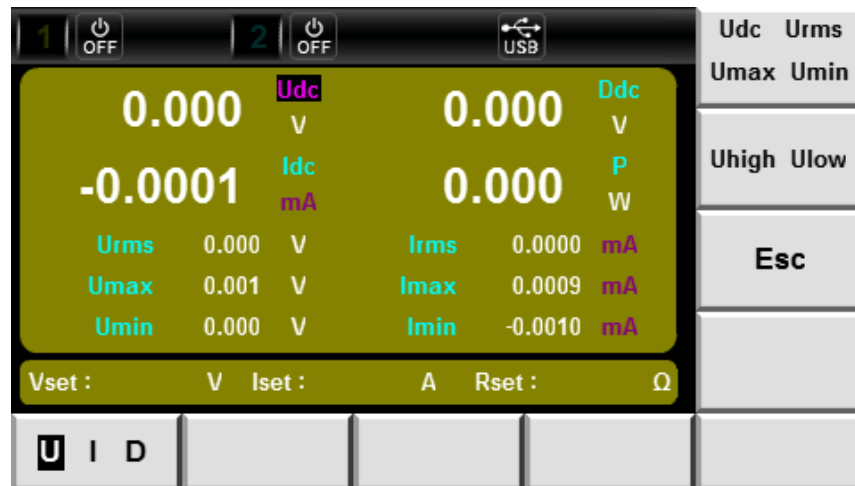 1 OFF 2 OFF USB
Udc Urms
Umax Umin
0.000 Udc V 0.000 Ddc V
-0.0001 Idc mA 0.000 P W
Uhigh Ulow
Urms 0.000 V Irms 0.0000 mA
Umax 0.001 V Imax 0.0009 mA
Umin 0.000 V Imin -0.0010 mA
Esc
Vset : V Iset : A Rset : Ω
U I D